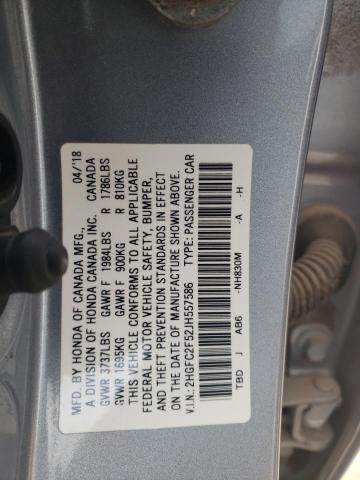 MFD. BY HONDA OF CANADA MFG., 04/'18
A DIVISION OF HONDA CANADA INC. CANADA
GVWR 3737LBS GAWR F 1984LBS R 1786LBS
GVWR 1695KG GAWR F 900KG R 810KG
THIS VEHICLE CONFORMS TO ALL APPLICABLE
FEDERAL MOTOR VEHICLE SAFETY, BUMPER,
AND THEFT PREVENTION STANDARDS IN EFFECT
ON THE DATE OF MANUFACTURE SHOWN ABOVE.
V.I.N.: 2HGFC2F52JH557586 TYPE: PASSENGER CAR
TBD J AB6 -NH830M -A -H